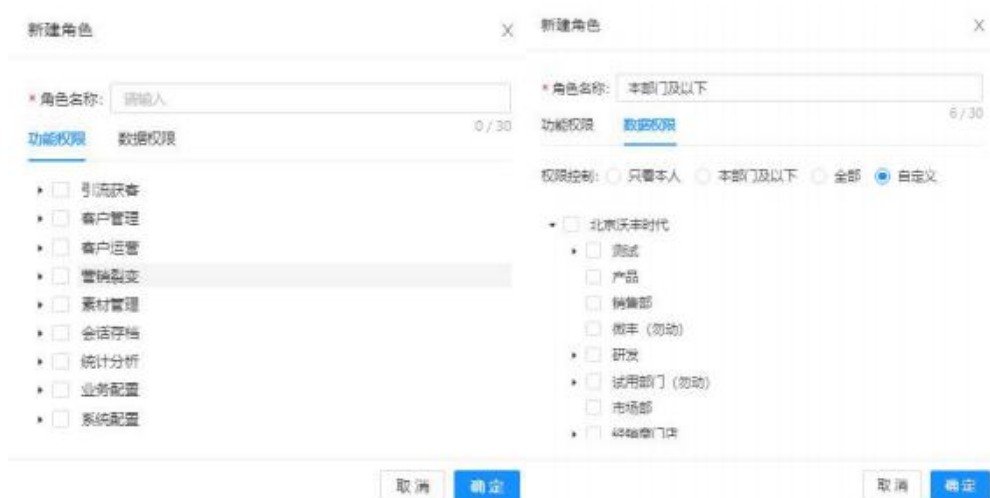 新建角色
X
* 角色名称: 请输入
0 / 30
功能权限 数据权限
引流获客
客户管理
客户运营
营销裂变
素材管理
会话存档
统计分析
业务配置
系统配置
取消 确定
新建角色
X
* 角色名称: 本部门及以下
6 / 30
功能权限 数据权限
权限控制: 只看本人 本部门及以下 全部 自定义
北京沃丰时代
测试
产品
销售部
微丰（勿动）
研发
试用部门（勿动）
市场部
经销商门店
取消 确定